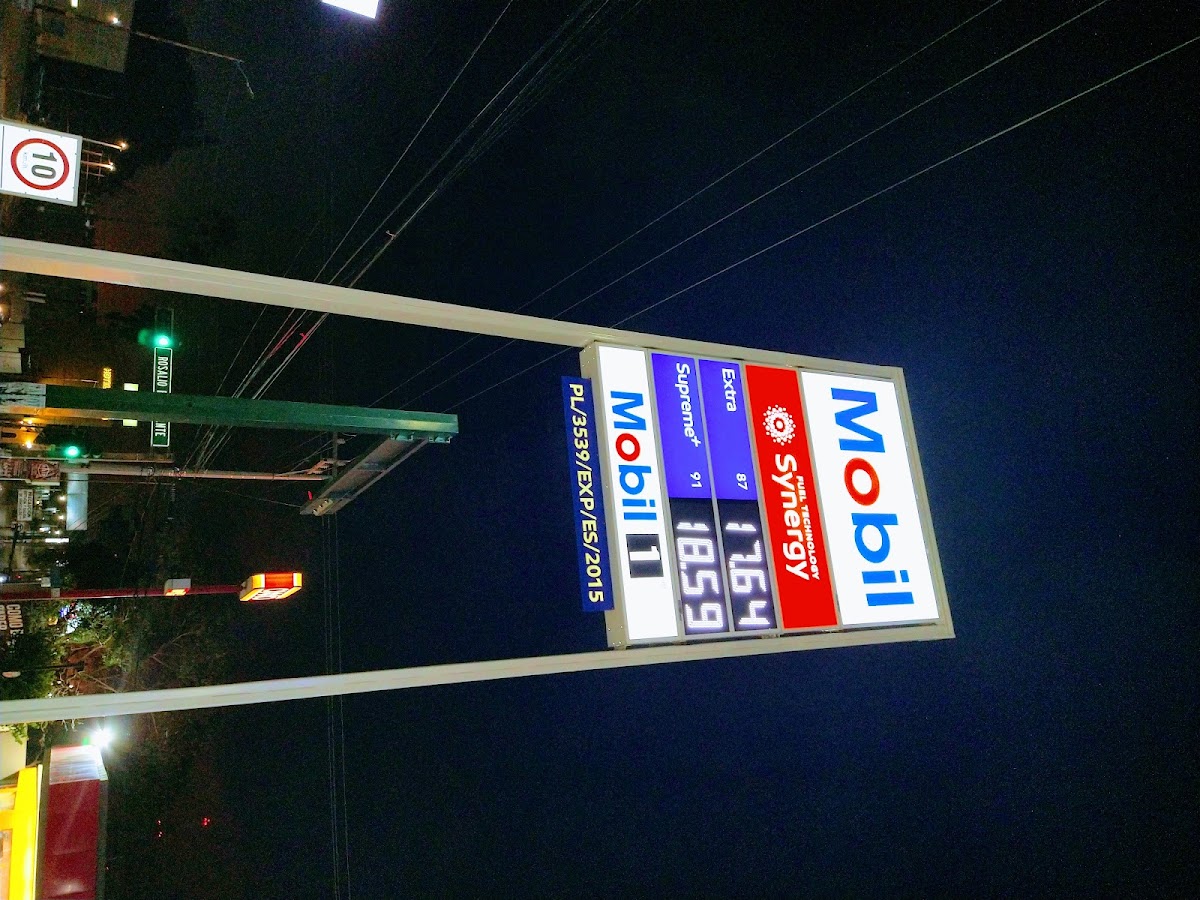 Mobil
FUEL TECHNOLOGY
Synergy
Extra 87 17.64
Supreme+ 91 18.59
Mobil 1
PL/3539/EXP/ES/2015
10
ROSALIO